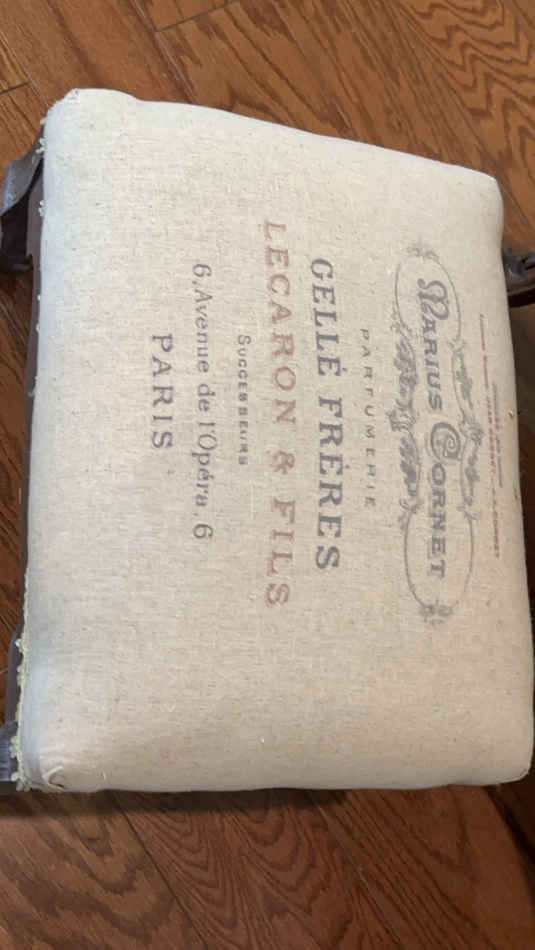 MARIUS CORNET
PARFUMERIE
GELLÉ FRÈRES
LECARON & FILS
SUCCESSEURS
6, Avenue de l'Opéra, 6
PARIS